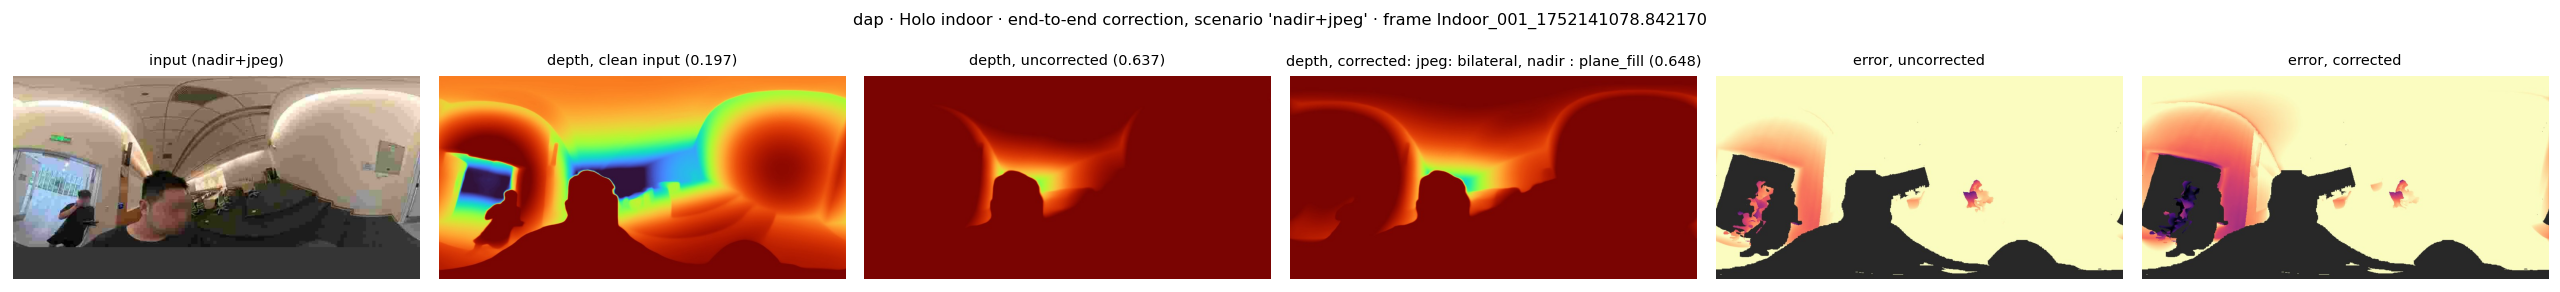 dap · Holo indoor · end-to-end correction, scenario 'nadir+jpeg' · frame Indoor_001_1752141078.842170
input (nadir+jpeg)
depth, clean input (0.197)
depth, uncorrected (0.637)
depth, corrected: jpeg: bilateral, nadir : plane_fill (0.648)
error, uncorrected
error, corrected